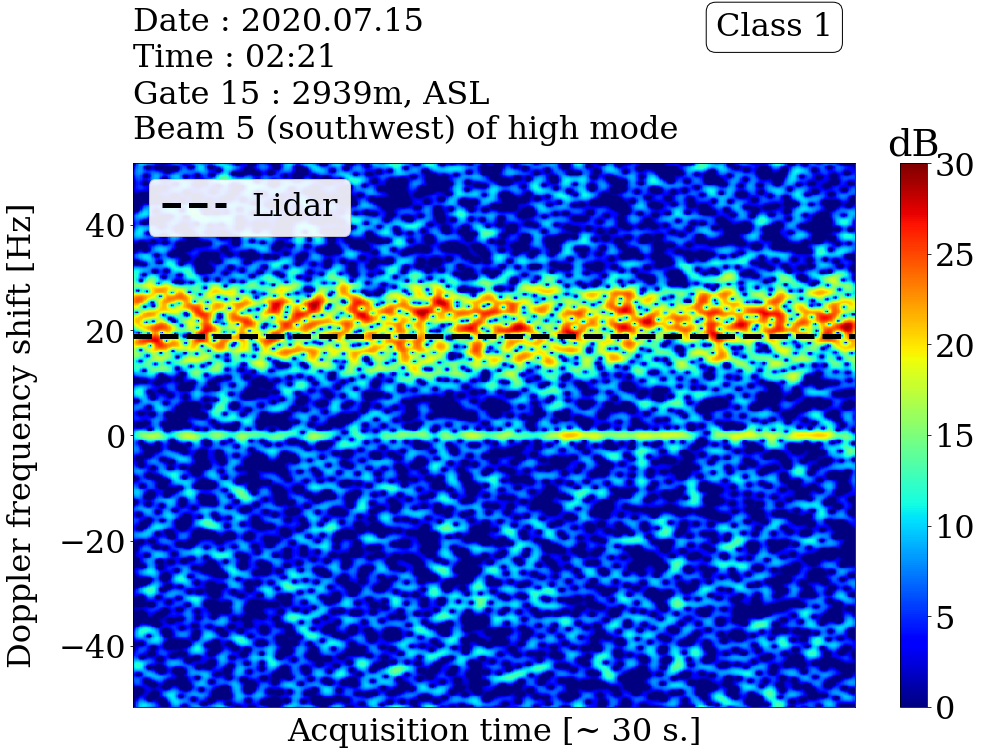 Date : 2020.07.15
Time : 02:21
Gate 15 : 2939m, ASL
Beam 5 (southwest) of high mode
Class 1
dB
Lidar
Doppler frequency shift [Hz]
40
20
0
−20
−40
Acquisition time [~ 30 s.]
30
25
20
15
10
5
0